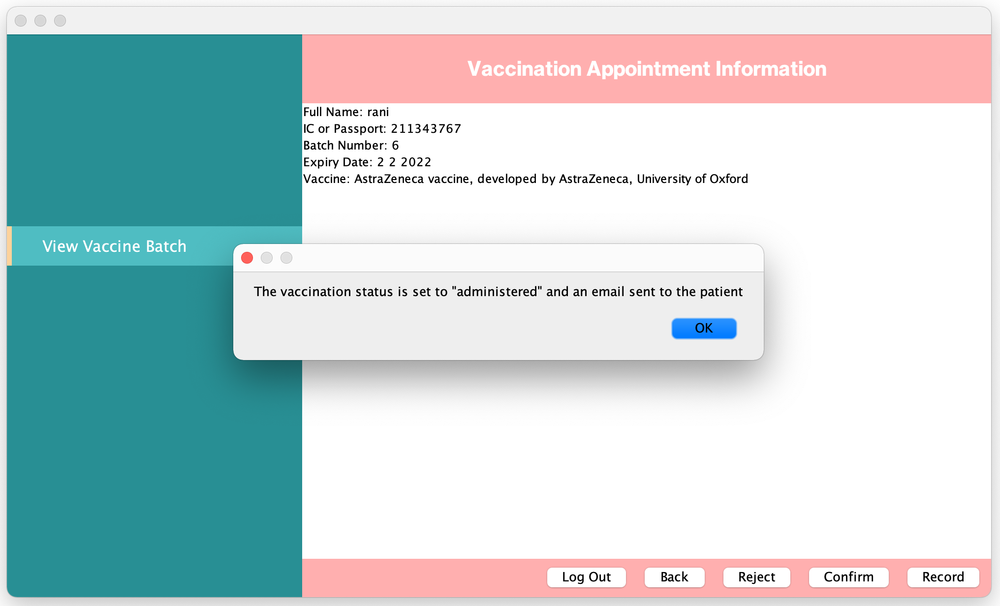 Vaccination Appointment Information
Full Name: rani
IC or Passport: 211343767
Batch Number: 6
Expiry Date: 2 2 2022
Vaccine: AstraZeneca vaccine, developed by AstraZeneca, University of Oxford
View Vaccine Batch
The vaccination status is set to "administered" and an email sent to the patient
OK
Log Out Back Reject Confirm Record